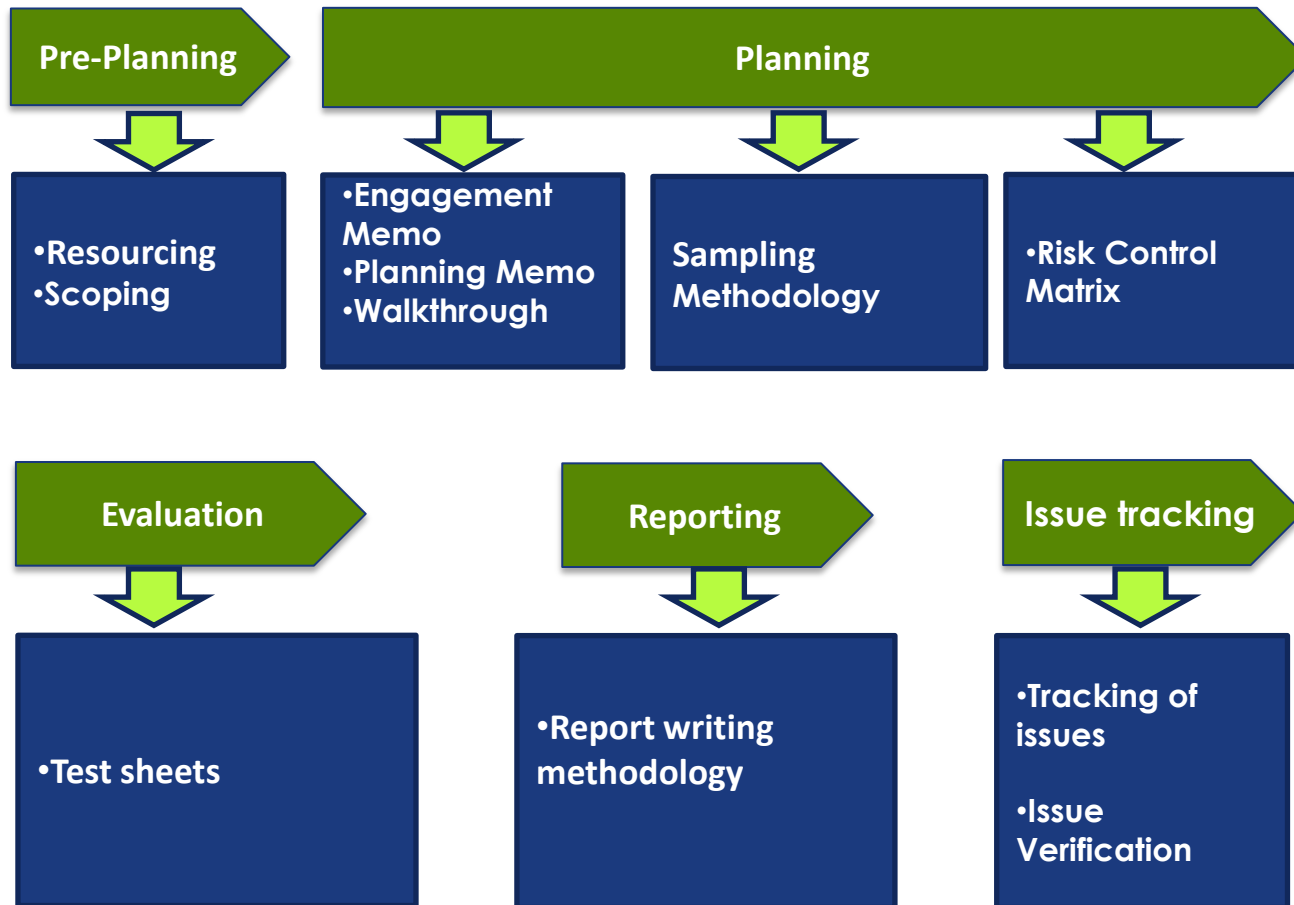 Pre-Planning
Planning
•Resourcing
•Scoping
•Engagement
Memo
•Planning Memo
•Walkthrough
Sampling
Methodology
•Risk Control
Matrix
Evaluation
Reporting
Issue tracking
•Test sheets
•Report writing
methodology
•Tracking of
issues
•Issue
Verification